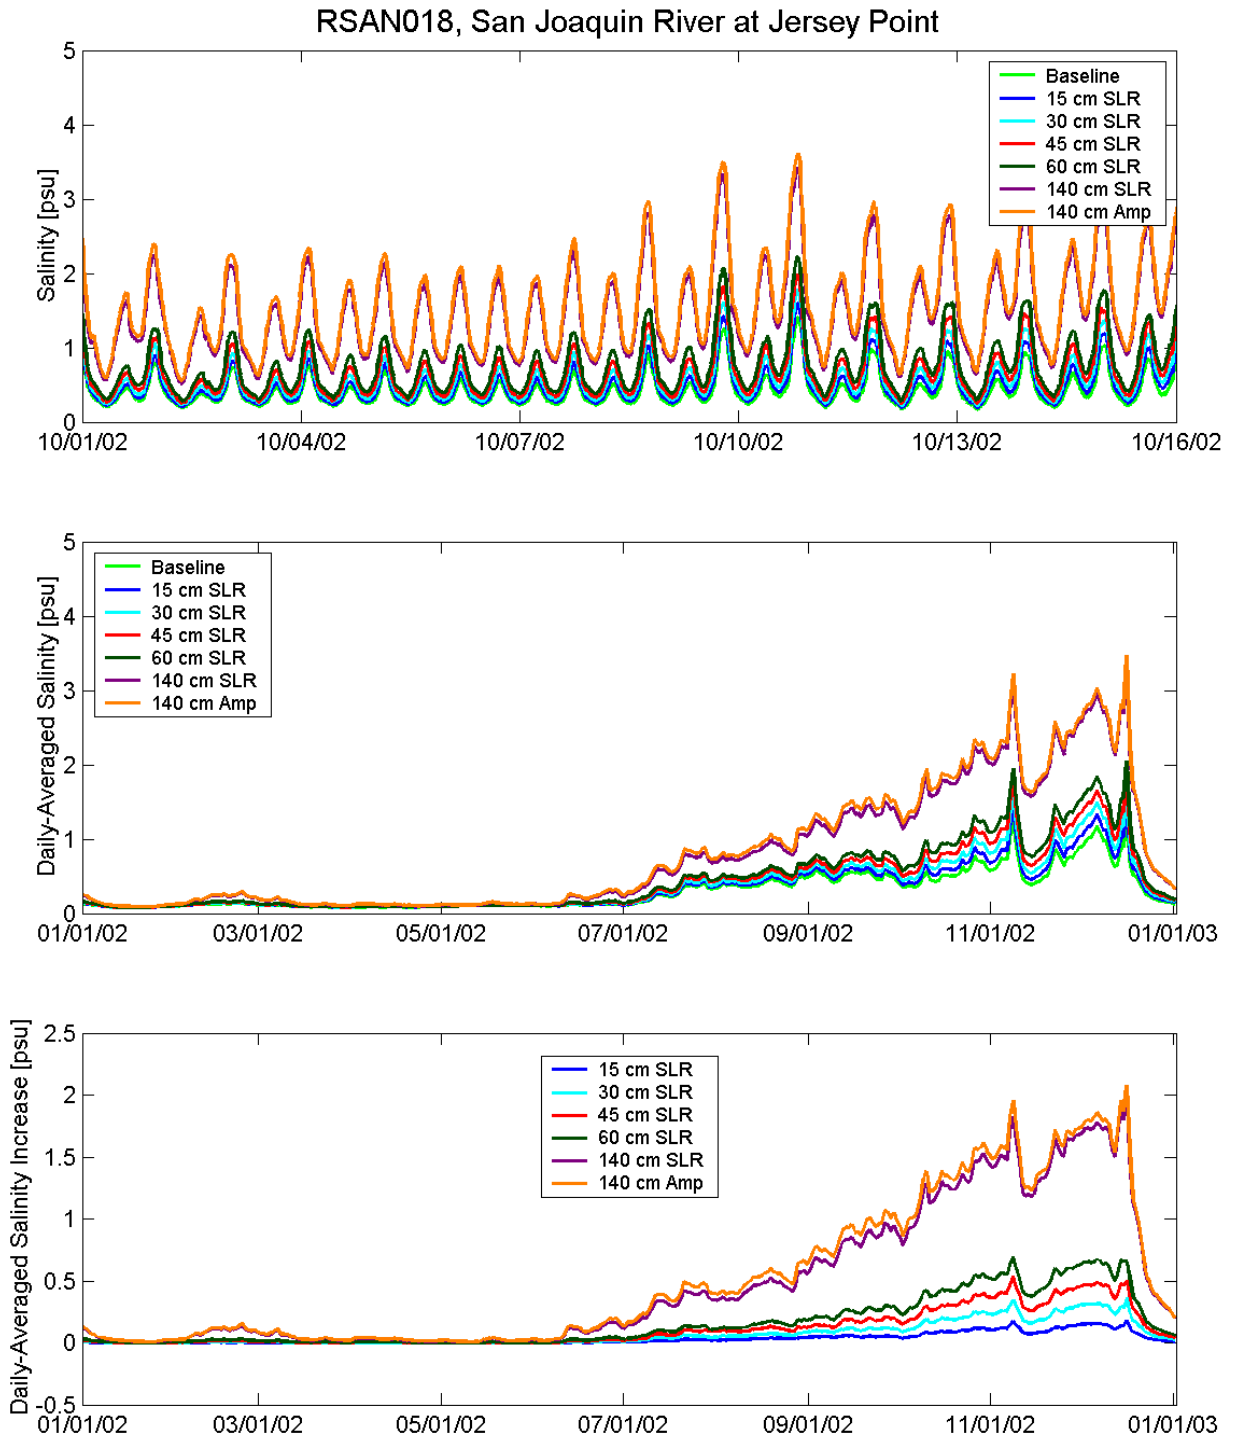 RSAN018, San Joaquin River at Jersey Point
Salinity [psu]
5
4
3
2
1
0
Baseline
15 cm SLR
30 cm SLR
45 cm SLR
60 cm SLR
140 cm SLR
140 cm Amp
10/01/02 10/04/02 10/07/02 10/10/02 10/13/02 10/16/02
Daily-Averaged Salinity [psu]
5
4
3
2
1
0
Baseline
15 cm SLR
30 cm SLR
45 cm SLR
60 cm SLR
140 cm SLR
140 cm Amp
01/01/02 03/01/02 05/01/02 07/01/02 09/01/02 11/01/02 01/01/03
Daily-Averaged Salinity Increase [psu]
2.5
2
1.5
1
0.5
0
-0.5
15 cm SLR
30 cm SLR
45 cm SLR
60 cm SLR
140 cm SLR
140 cm Amp
01/01/02 03/01/02 05/01/02 07/01/02 09/01/02 11/01/02 01/01/03